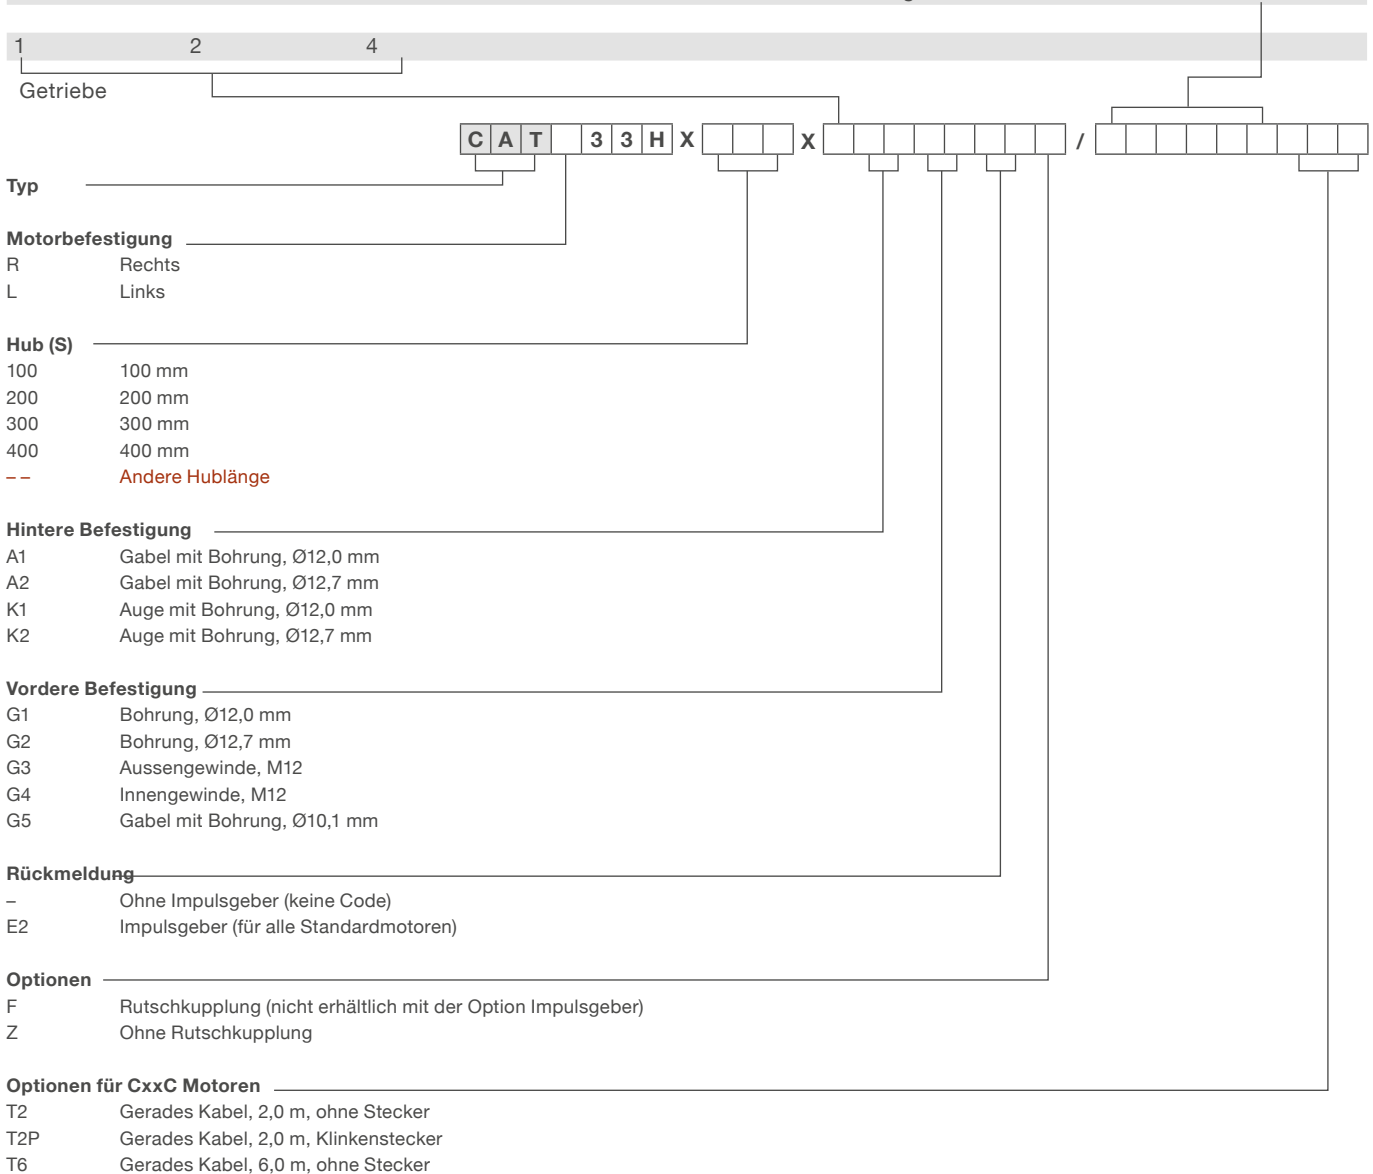 1 2 4
Getriebe
C A T 3 3 H X X /
Typ
Motorbefestigung
R Rechts
L Links
Hub (S)
100 100 mm
200 200 mm
300 300 mm
400 400 mm
– – Andere Hublänge
Hintere Befestigung
A1 Gabel mit Bohrung, Ø12,0 mm
A2 Gabel mit Bohrung, Ø12,7 mm
K1 Auge mit Bohrung, Ø12,0 mm
K2 Auge mit Bohrung, Ø12,7 mm
Vordere Befestigung
G1 Bohrung, Ø12,0 mm
G2 Bohrung, Ø12,7 mm
G3 Aussengewinde, M12
G4 Innengewinde, M12
G5 Gabel mit Bohrung, Ø10,1 mm
Rückmeldung
– Ohne Impulsgeber (keine Code)
E2 Impulsgeber (für alle Standardmotoren)
Optionen
F Rutschkupplung (nicht erhältlich mit der Option Impulsgeber)
Z Ohne Rutschkupplung
Optionen für CxxC Motoren
T2 Gerades Kabel, 2,0 m, ohne Stecker
T2P Gerades Kabel, 2,0 m, Klinkenstecker
T6 Gerades Kabel, 6,0 m, ohne Stecker